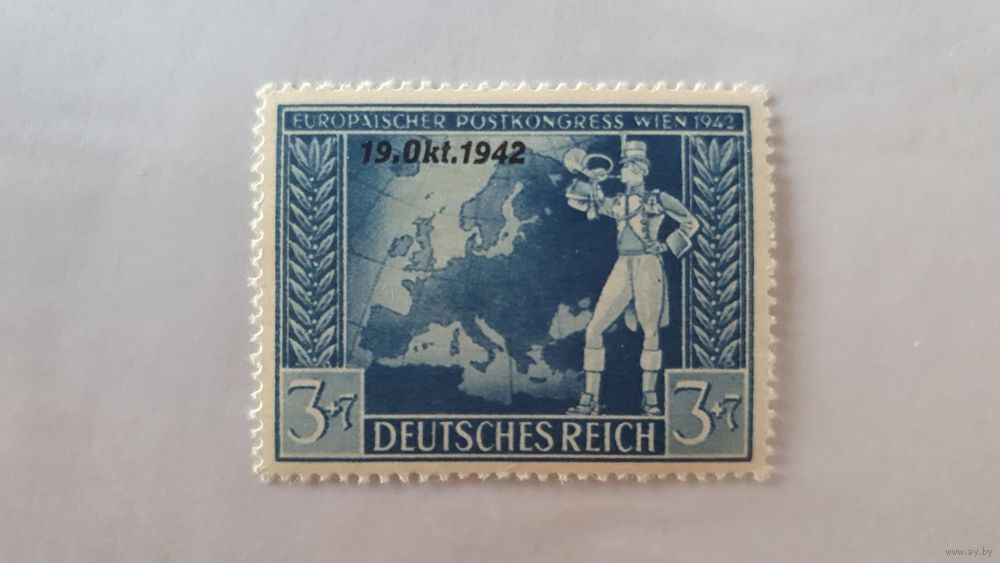 EUROPÄISCHER POSTKONGRESS WIEN 1942
19.Okt.1942
3+7
3+7
DEUTSCHES REICH
www.ay.by